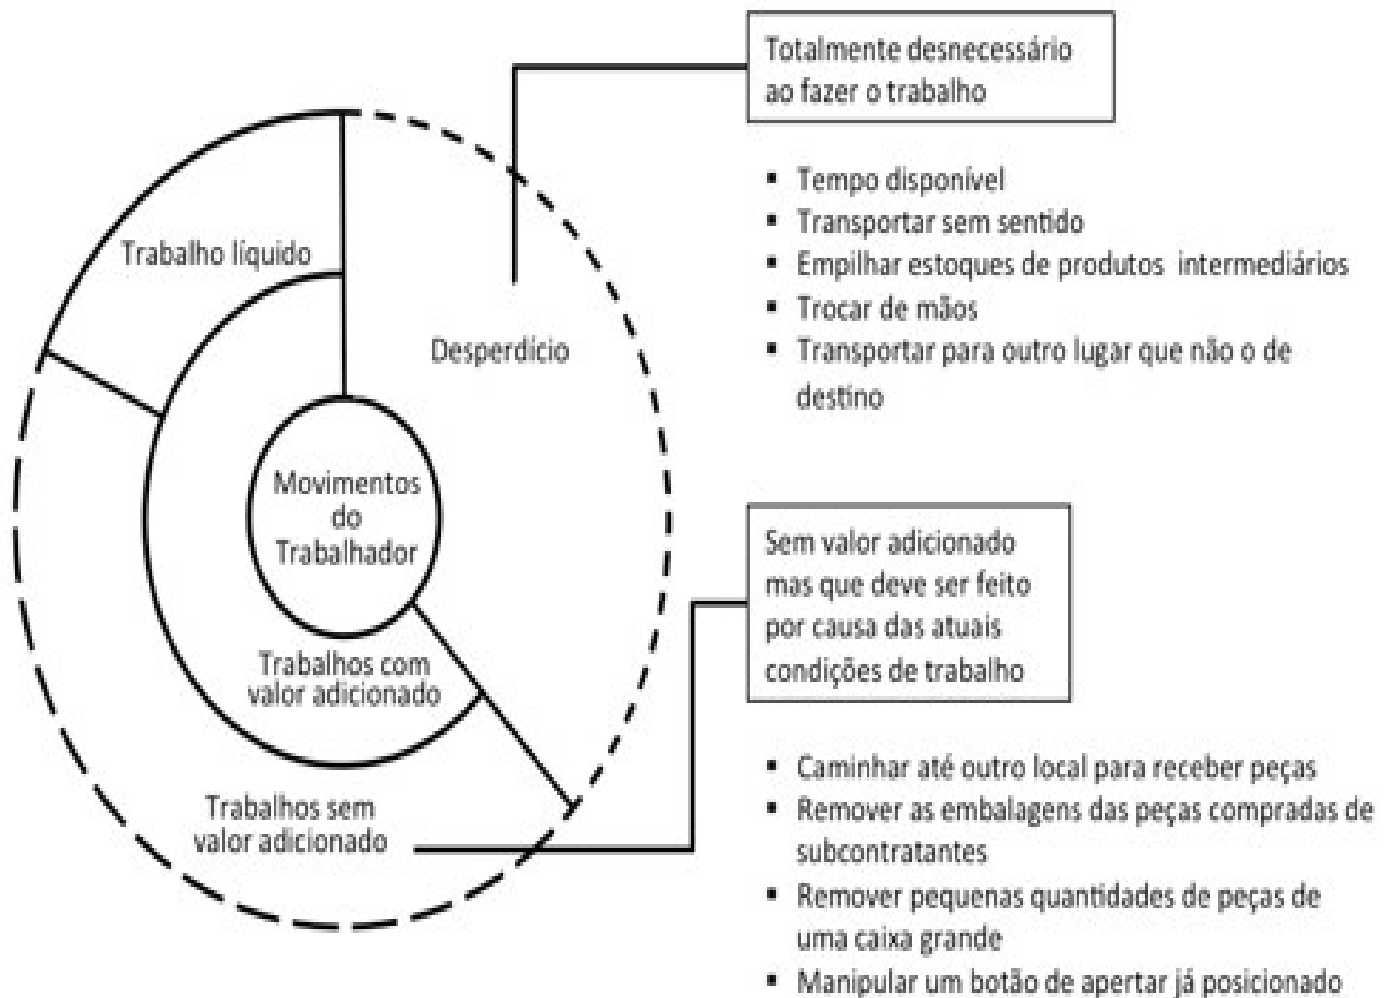 Totalmente desnecessário
ao fazer o trabalho
▪ Tempo disponível
▪ Transportar sem sentido
▪ Empilhar estoques de produtos intermediários
▪ Trocar de mãos
▪ Transportar para outro lugar que não o de
destino
Trabalho líquido
Desperdício
Movimentos
do
Trabalhador
Trabalhos com
valor adicionado
Trabalhos sem
valor adicionado
Sem valor adicionado
mas que deve ser feito
por causa das atuais
condições de trabalho
▪ Caminhar até outro local para receber peças
▪ Remover as embalagens das peças compradas de
subcontratantes
▪ Remover pequenas quantidades de peças de
uma caixa grande
▪ Manipular um botão de apertar já posicionado